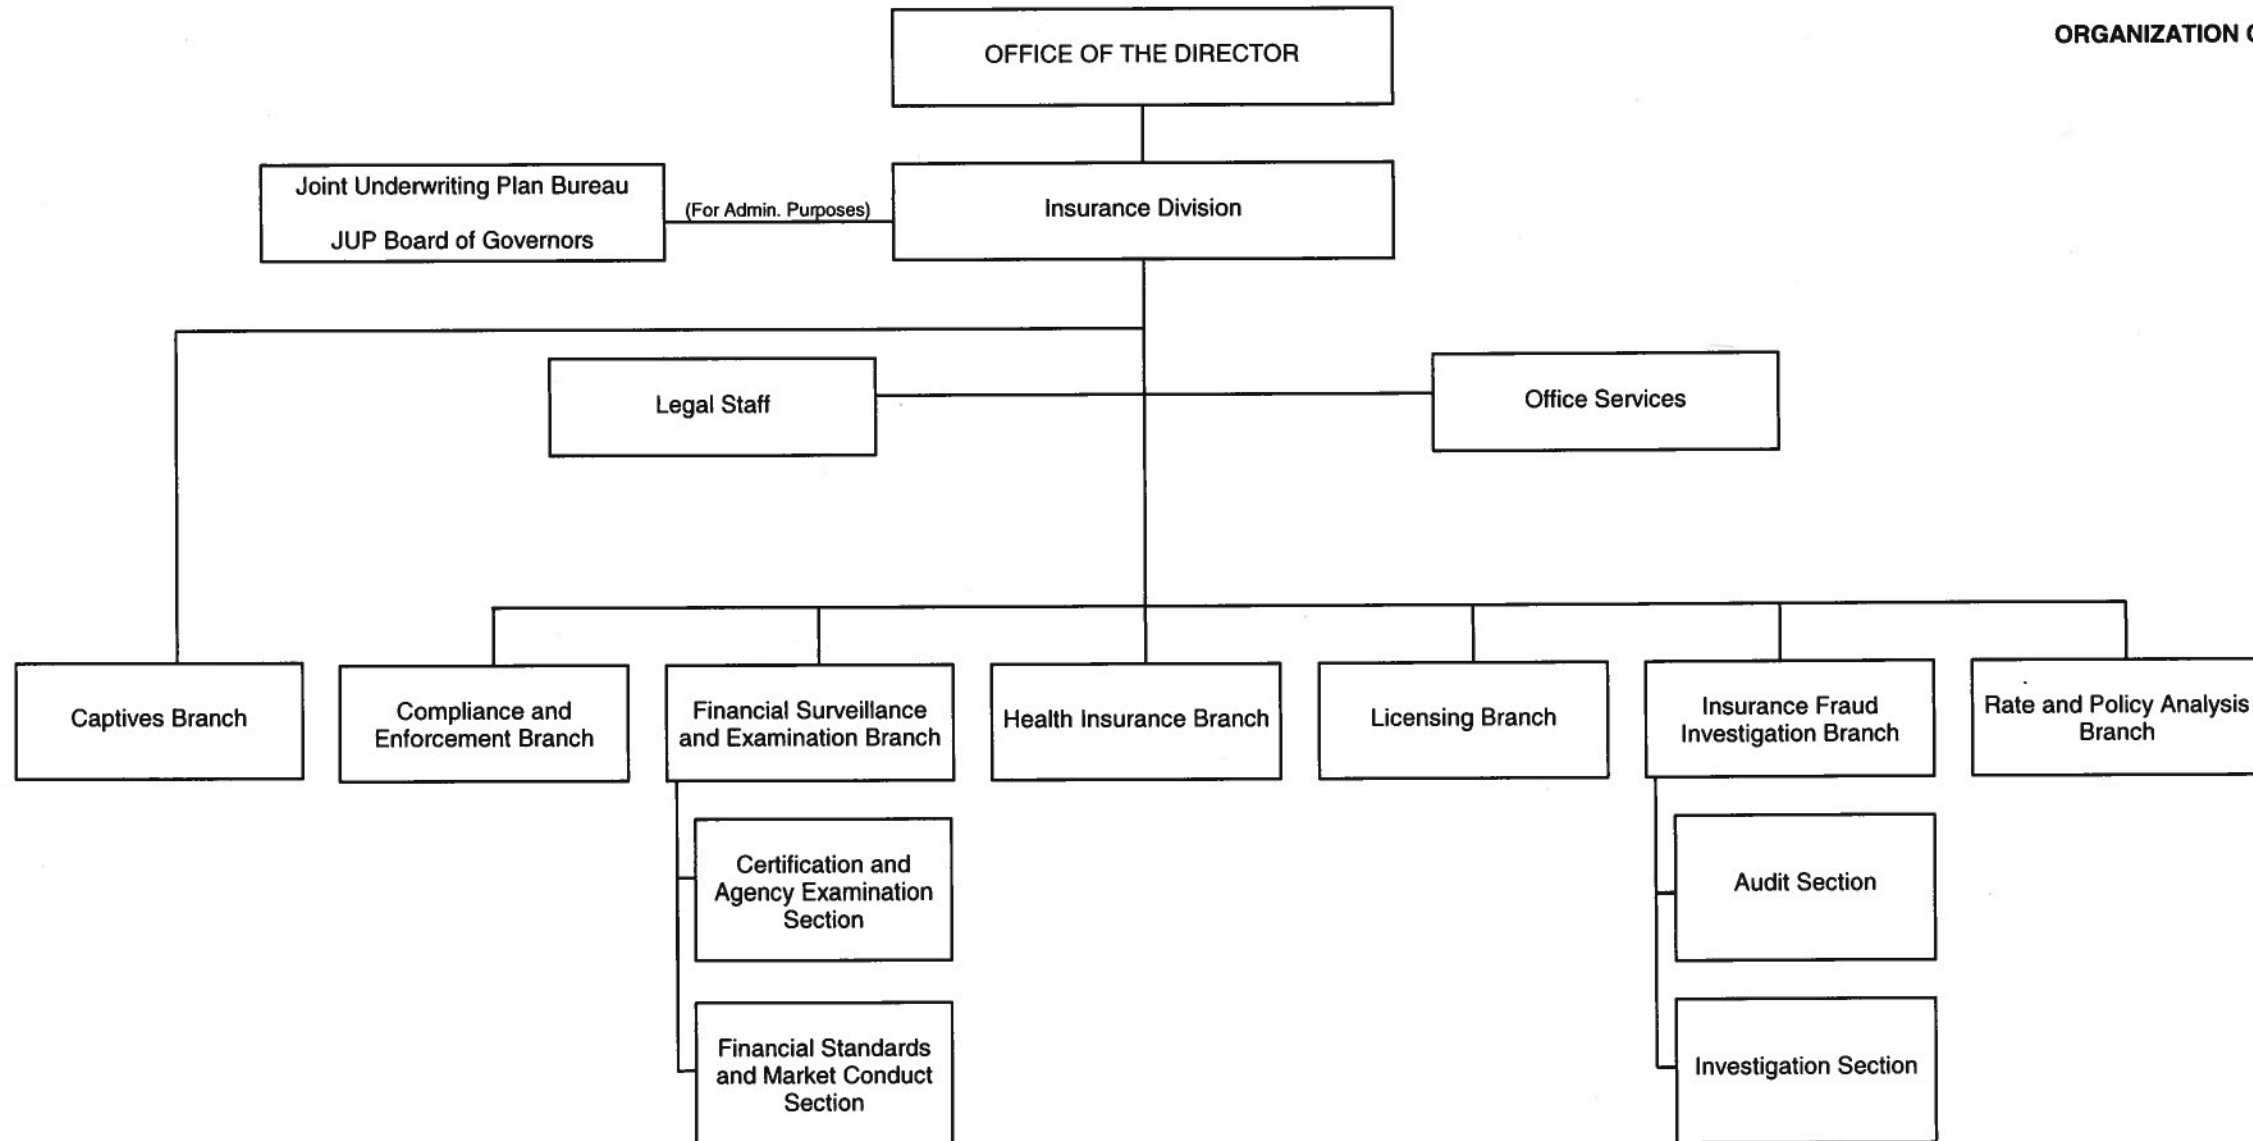 ORGANIZATION
OFFICE OF THE DIRECTOR
Joint Underwriting Plan Bureau
JUP Board of Governors
(For Admin. Purposes)
Insurance Division
Legal Staff
Office Services
Captives Branch
Compliance and
Enforcement Branch
Financial Surveillance
and Examination Branch
Health Insurance Branch
Licensing Branch
Insurance Fraud
Investigation Branch
Rate and Policy Analysis
Branch
Certification and
Agency Examination
Section
Audit Section
Financial Standards
and Market Conduct
Section
Investigation Section